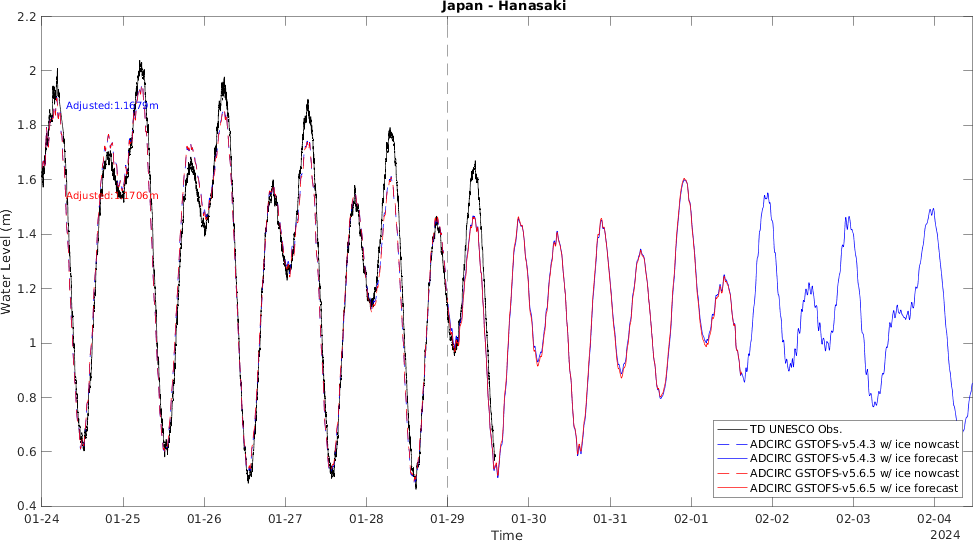 Japan - Hanasaki
Water Level (m)
2.2
2
1.8
1.6
1.4
1.2
1
0.8
0.6
0.4
Adjusted:1.1679m
Adjusted:1.1706m
TD UNESCO Obs.
ADCIRC GSTOFS-v5.4.3 w/ ice nowcast
ADCIRC GSTOFS-v5.4.3 w/ ice forecast
ADCIRC GSTOFS-v5.6.5 w/ ice nowcast
ADCIRC GSTOFS-v5.6.5 w/ ice forecast
01-24 01-25 01-26 01-27 01-28 01-29 01-30 01-31 02-01 02-02 02-03 02-04
2024
Time